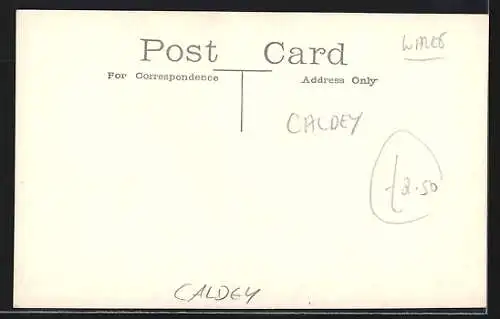 WALES
Post Card
For Correspondence Address Only
CALDEY
£2.50
CALDEY